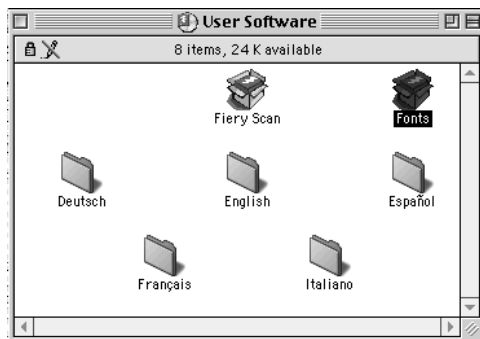 User Software
8 items, 24 K available
Fiery Scan
Fonts
Deutsch
English
Español
Français
Italiano